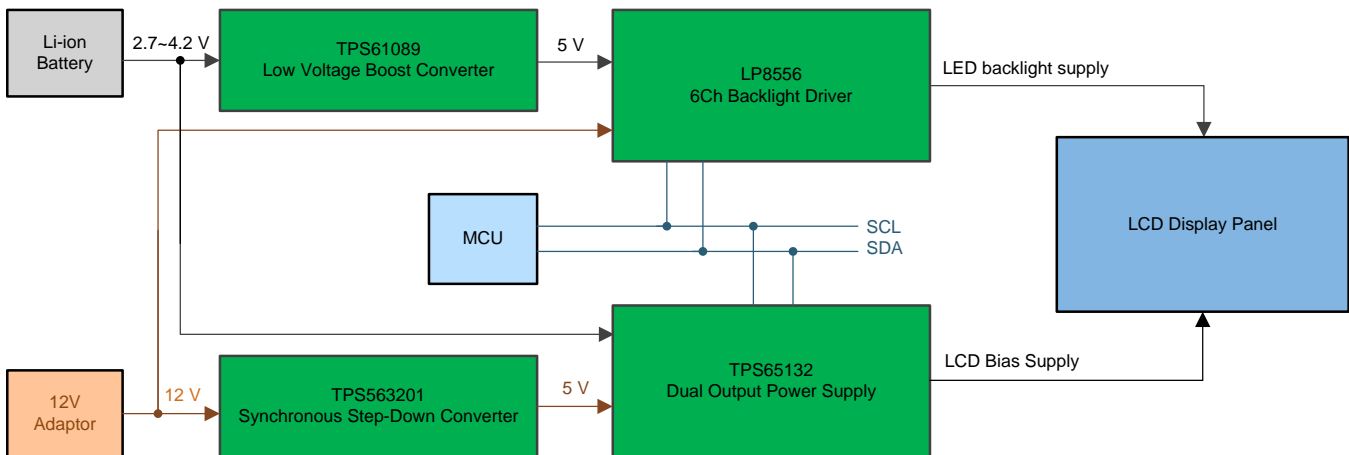 Li-ion
Battery
2.7~4.2 V
TPS61089
Low Voltage Boost Converter
5 V
LP8556
6Ch Backlight Driver
LED backlight supply
MCU
SCL
SDA
LCD Display Panel
12V
Adaptor
12 V
TPS563201
Synchronous Step-Down Converter
5 V
TPS65132
Dual Output Power Supply
LCD Bias Supply